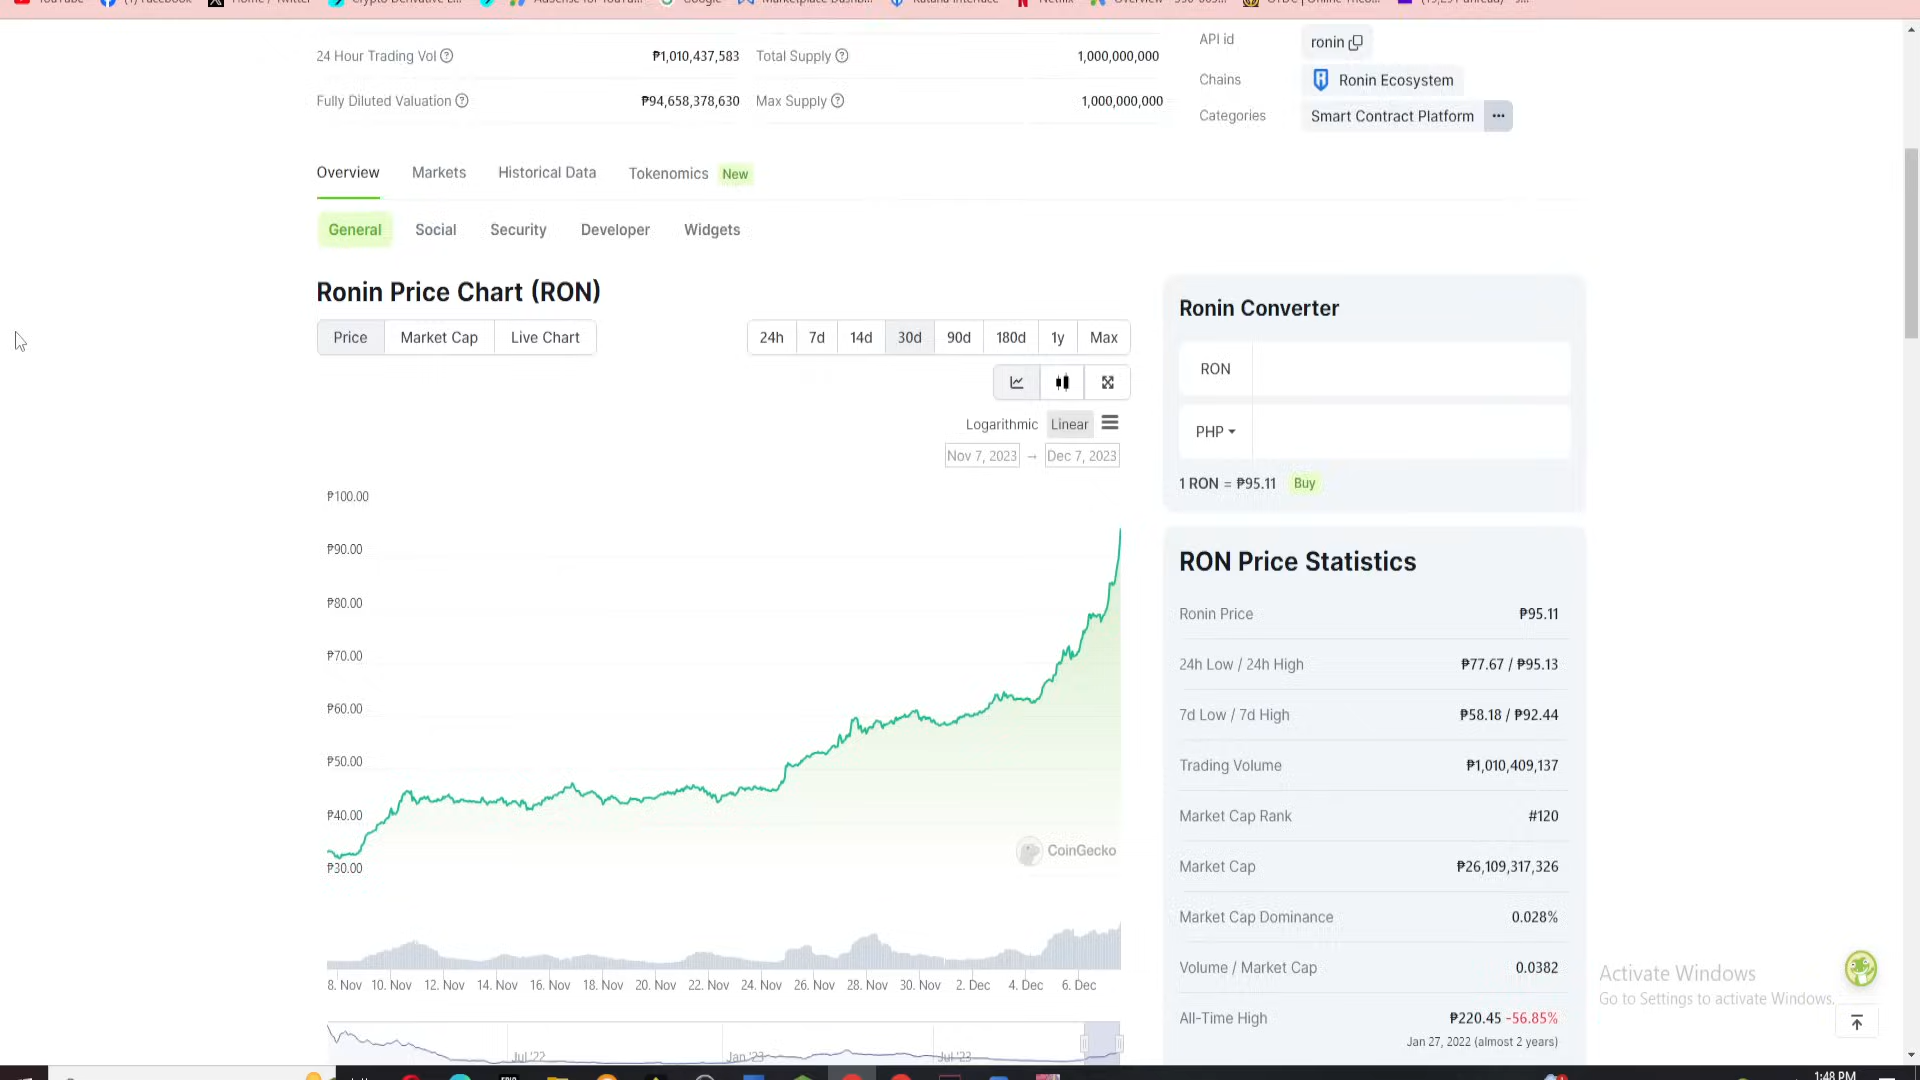 24 Hour Trading Vol ₱1,010,437,583 Total Supply 1,000,000,000
Fully Diluted Valuation ₱94,658,378,630 Max Supply 1,000,000,000
API id ronin
Chains Ronin Ecosystem
Categories Smart Contract Platform
Overview Markets Historical Data Tokenomics New
General Social Security Developer Widgets
Ronin Price Chart (RON)
Price Market Cap Live Chart
24h 7d 14d 30d 90d 180d 1y Max
Logarithmic Linear
Nov 7, 2023 → Dec 7, 2023
₱100.00
₱90.00
₱80.00
₱70.00
₱60.00
₱50.00
₱40.00
₱30.00
CoinGecko
8. Nov 10. Nov 12. Nov 14. Nov 16. Nov 18. Nov 20. Nov 22. Nov 24. Nov 26. Nov 28. Nov 30. Nov 2. Dec 4. Dec 6. Dec
Jul '22 Jan '23 Jul '23
Ronin Converter
RON
PHP
1 RON = ₱95.11 Buy
RON Price Statistics
Ronin Price ₱95.11
24h Low / 24h High ₱77.67 / ₱95.13
7d Low / 7d High ₱58.18 / ₱92.44
Trading Volume ₱1,010,409,137
Market Cap Rank #120
Market Cap ₱26,109,317,326
Market Cap Dominance 0.028%
Volume / Market Cap 0.0382
All-Time High ₱220.45 -56.85%
Jan 27, 2022 (almost 2 years)
Activate Windows
Go to Settings to activate Windows.
1:48 PM